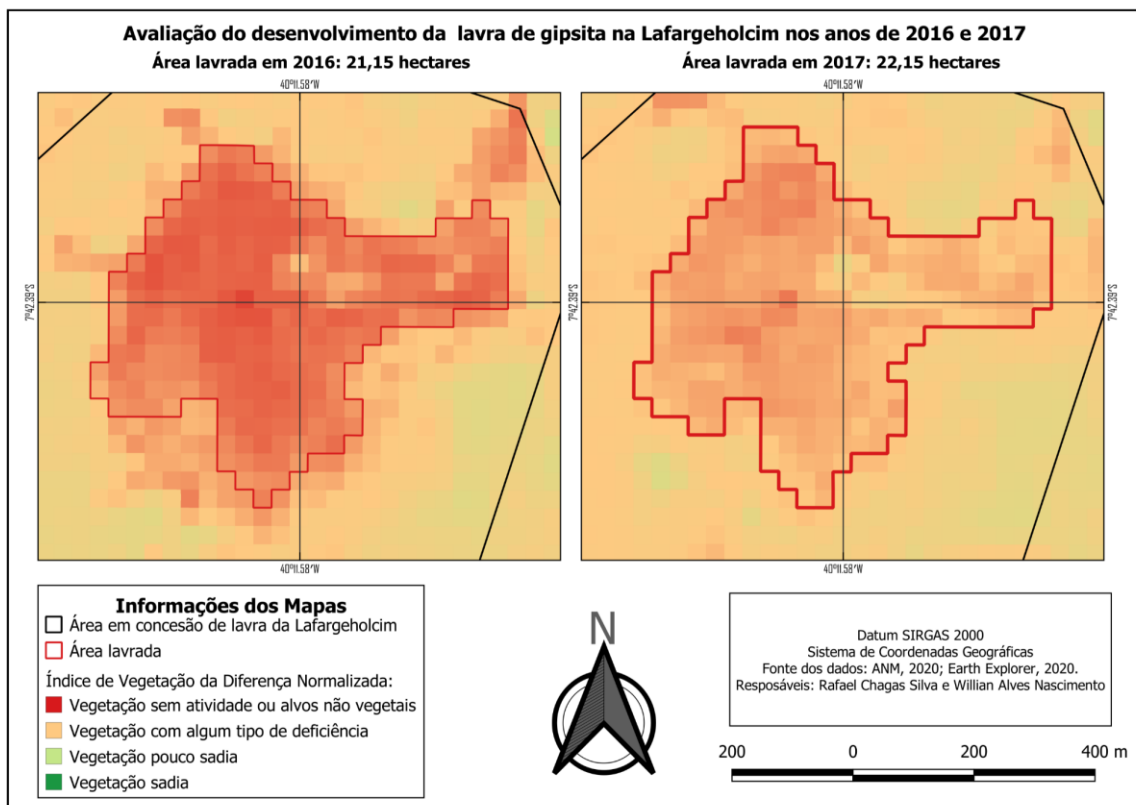 Avaliação do desenvolvimento da lavra de gipsita na Lafargeholcim nos anos de 2016 e 2017
Área lavrada em 2016: 21,15 hectares
Área lavrada em 2017: 22,15 hectares
40°11.58'W
40°11.58'W
7°42.39'S
7°42.39'S
7°42.39'S
7°42.39'S
40°11.58'W
40°11.58'W
Informações dos Mapas
Área em concesão de lavra da Lafargeholcim
Área lavrada
Índice de Vegetação da Diferença Normalizada:
Vegetação sem atividade ou alvos não vegetais
Vegetação com algum tipo de deficiência
Vegetação pouco sadia
Vegetação sadia
N
Datum SIRGAS 2000
Sistema de Coordenadas Geográficas
Fonte dos dados: ANM, 2020; Earth Explorer, 2020.
Resposáveis: Rafael Chagas Silva e Willian Alves Nascimento
200 0 200 400 m